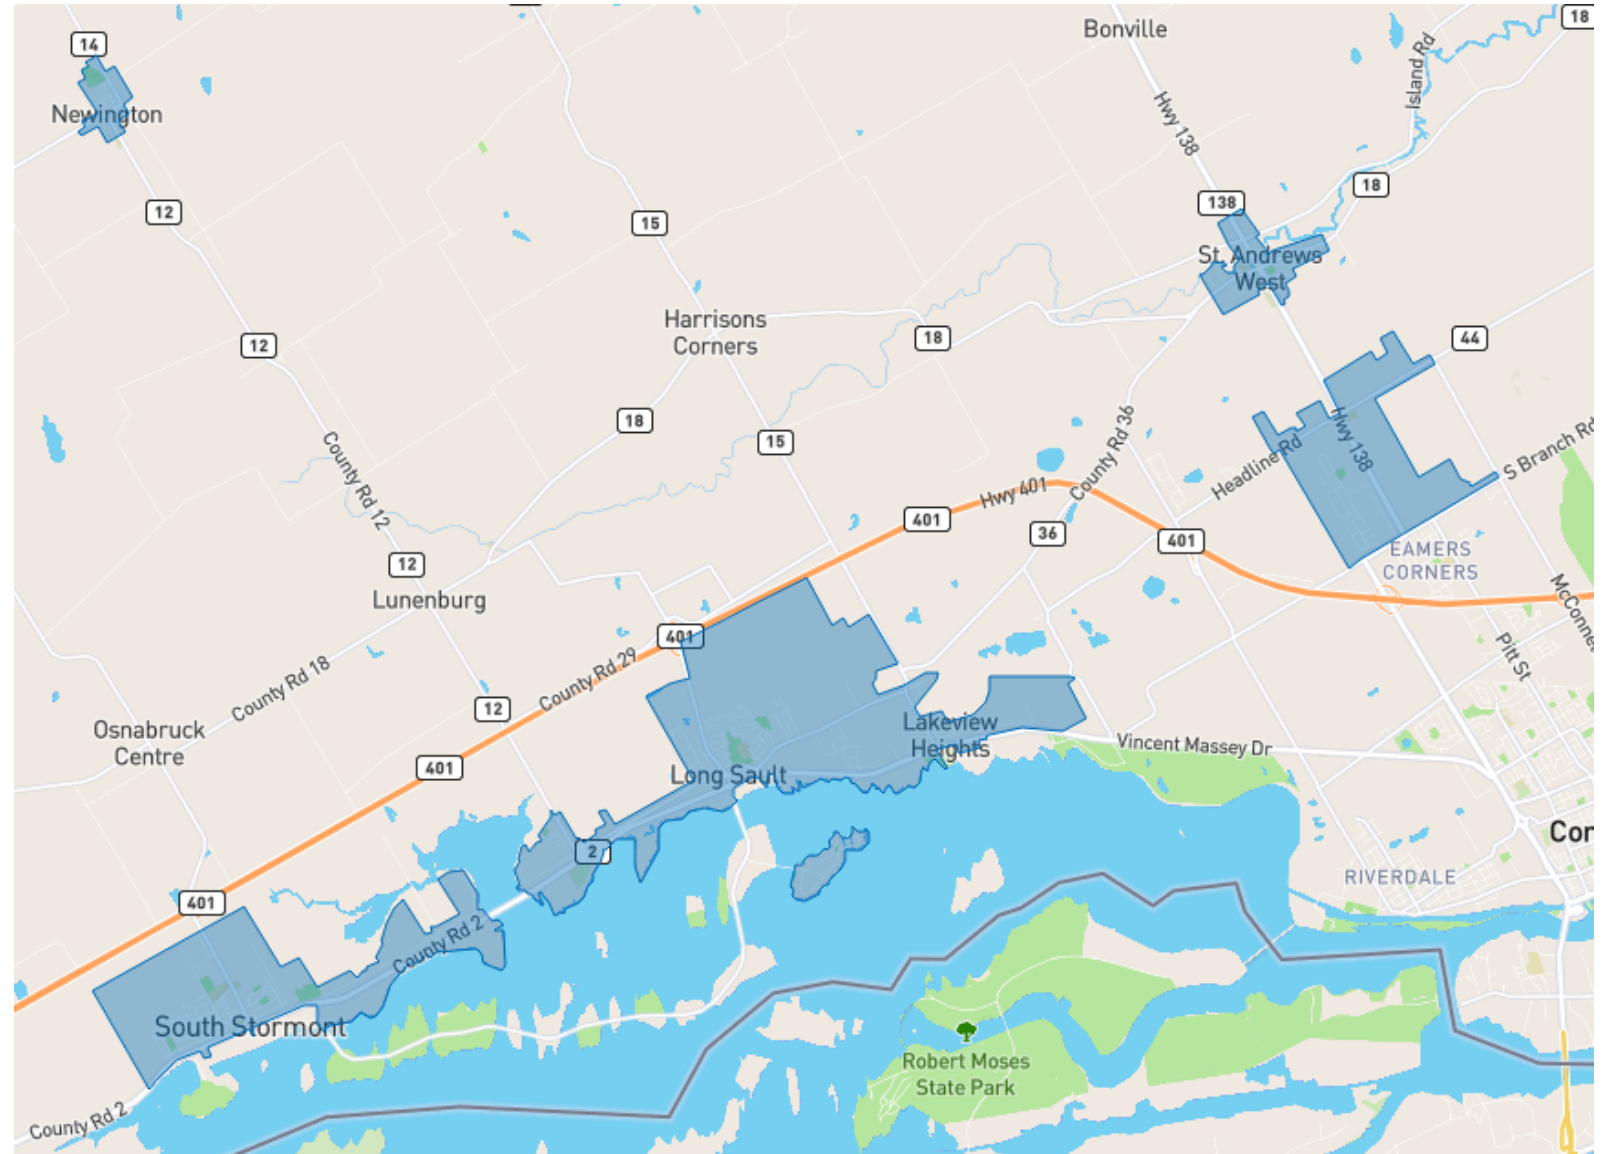 Bonville
18
14
Island Rd
Newington
Hwy 138
18
138
12
15
St. Andrews
West
Harrisons
Corners
18
44
12
18
15
County Rd 36
Hwy 138
Headline Rd
S Branch Rd
County Rd 12
Hwy 401
401
36
401
EAMERS
CORNERS
12
Lunenburg
401
McConnel
Pitt St
County Rd 18
County Rd 29
12
Osnabruck
Centre
Lakeview
Heights
Vincent Massey Dr
401
Long Sault
Cor
2
RIVERDALE
401
County Rd 2
South Stormont
Robert Moses
State Park
County Rd 2